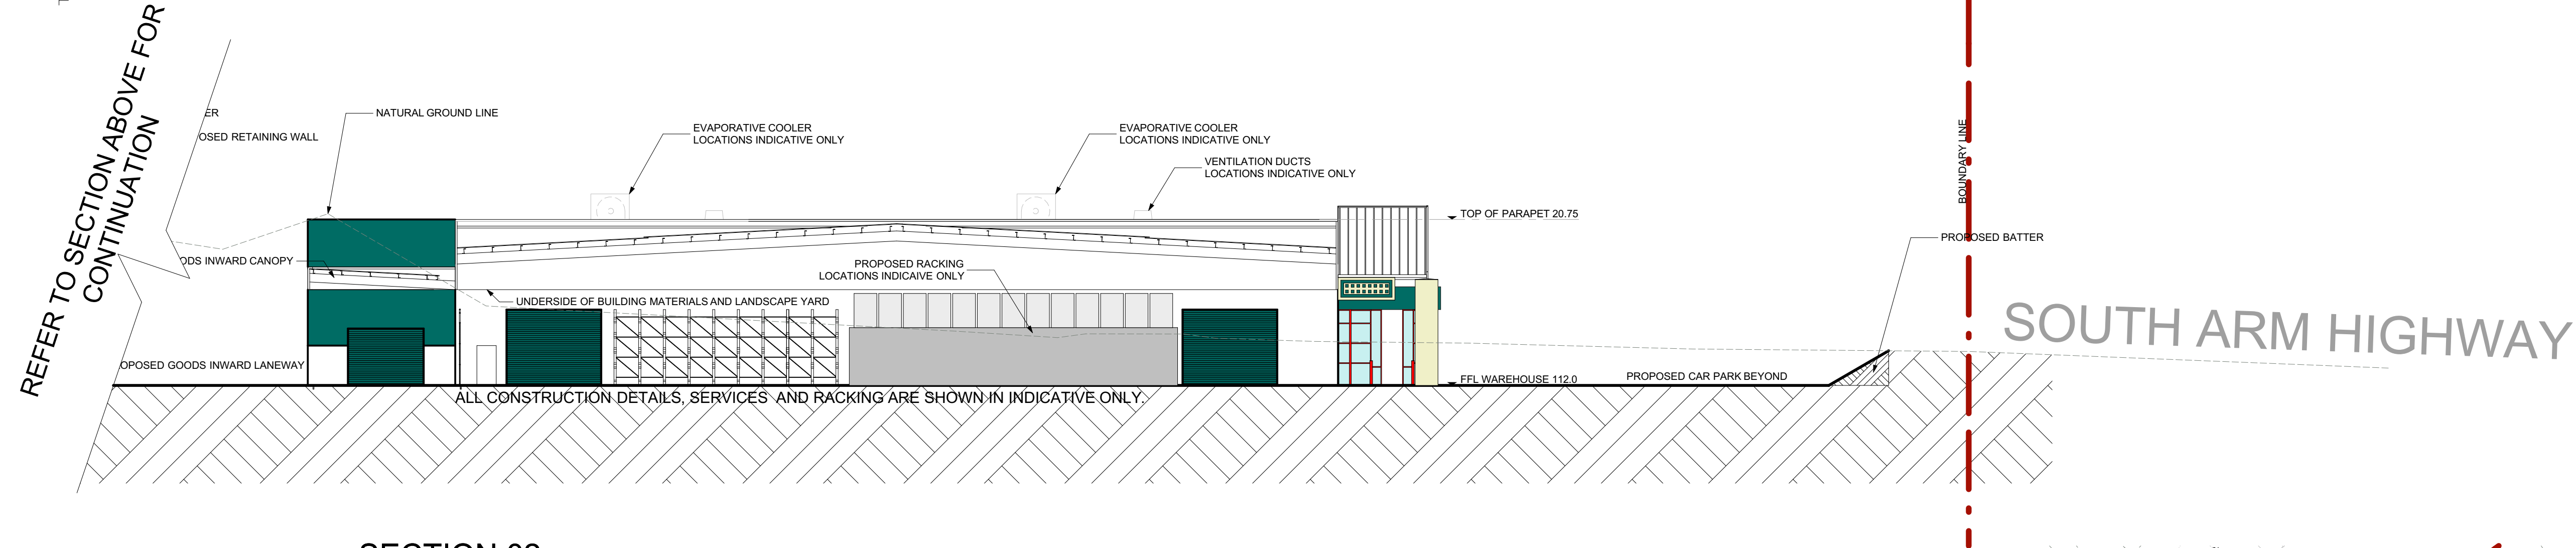 REFER TO SECTION ABOVE FOR
CONTINUATION
ER
OSED RETAINING WALL
NATURAL GROUND LINE
EVAPORATIVE COOLER
LOCATIONS INDICATIVE ONLY
EVAPORATIVE COOLER
LOCATIONS INDICATIVE ONLY
VENTILATION DUCTS
LOCATIONS INDICATIVE ONLY
BOUNDARY LINE
TOP OF PARAPET 20.75
PROPOSED BATTER
ODS INWARD CANOPY
PROPOSED RACKING
LOCATIONS INDICAIVE ONLY
UNDERSIDE OF BUILDING MATERIALS AND LANDSCAPE YARD
SOUTH ARM HIGHWAY
OPOSED GOODS INWARD LANEWAY
FFL WAREHOUSE 112.0
PROPOSED CAR PARK BEYOND
ALL CONSTRUCTION DETAILS, SERVICES AND RACKING ARE SHOWN IN INDICATIVE ONLY.
SECTION